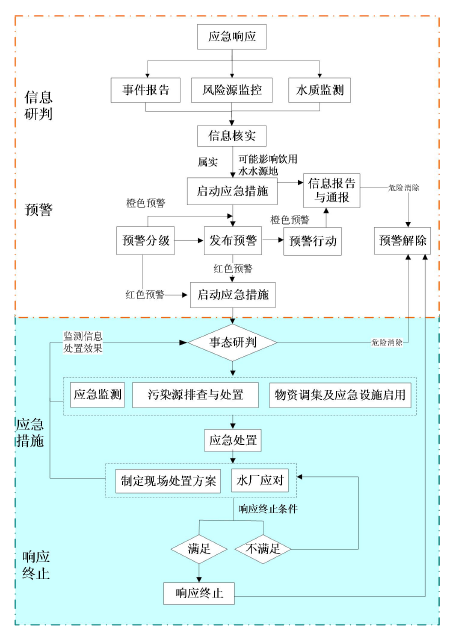 应急响应
事件报告
风险源监控
水质监测
信息
研判
信息核实
属实
可能影响饮用
水水源地
启动应急措施
信息报告
与通报
危险消除
预警
橙色预警
橙色预警
预警分级
发布预警
预警行动
预警解除
红色预警
红色预警
启动应急措施
监测信息
处置效果
事态研判
危险消除
应急监测
污染源排查与处置
物资调集及应急设施启用
应急
措施
应急处置
制定现场处置方案
水厂应对
响应终止条件
满足
不满足
响应
终止
响应终止